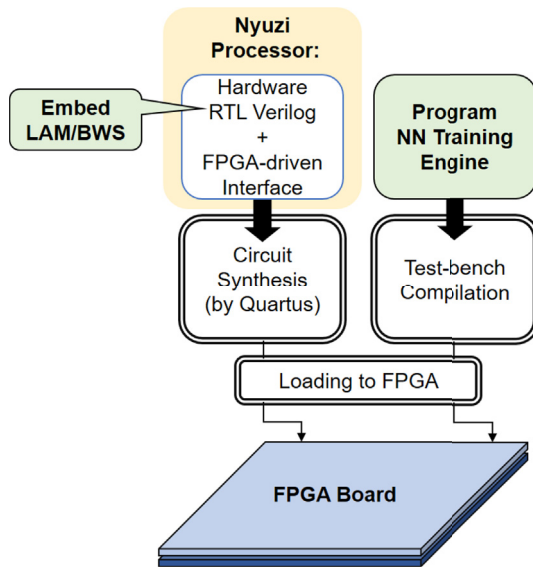 Nyuzi
Processor:
Embed
LAM/BWS
Hardware
RTL Verilog
+
FPGA-driven
Interface
Program
NN Training
Engine
Circuit
Synthesis
(by Quartus)
Test-bench
Compilation
Loading to FPGA
FPGA Board